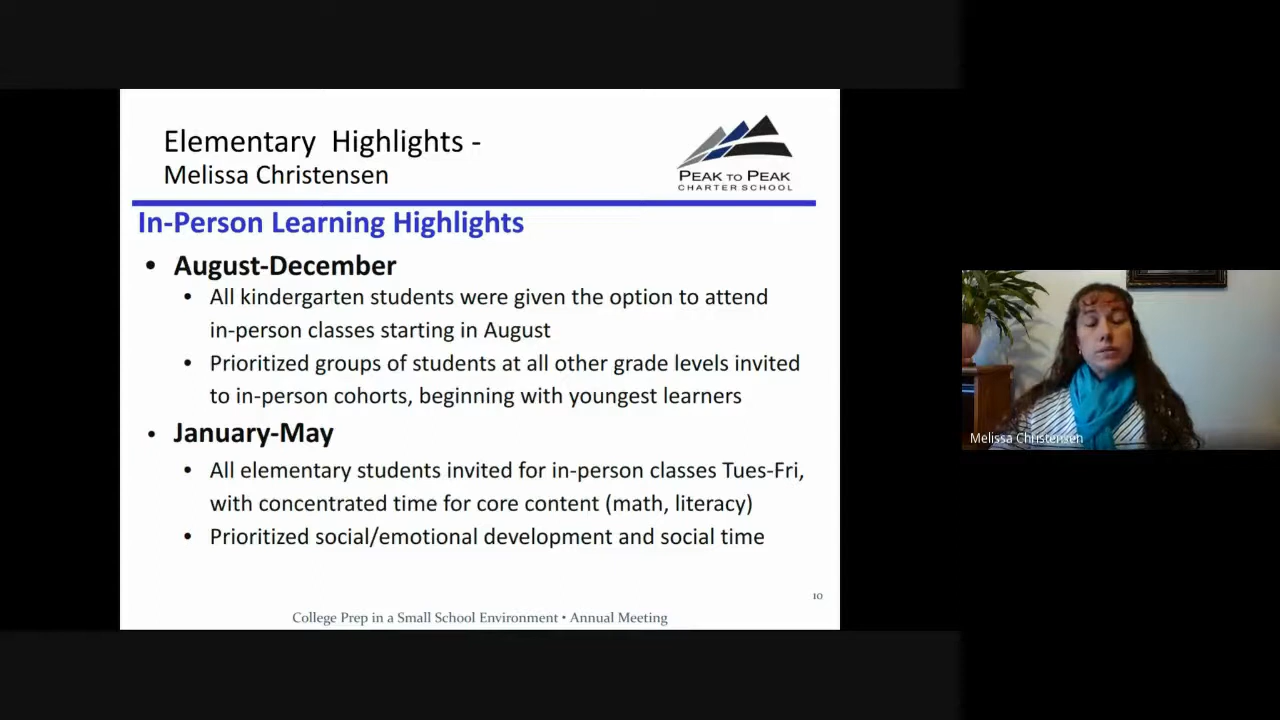 Elementary Highlights -
Melissa Christensen
PEAK TO PEAK
CHARTER SCHOOL
In-Person Learning Highlights
• August-December
• All kindergarten students were given the option to attend
in-person classes starting in August
• Prioritized groups of students at all other grade levels invited
to in-person cohorts, beginning with youngest learners
• January-May
• All elementary students invited for in-person classes Tues-Fri,
with concentrated time for core content (math, literacy)
• Prioritized social/emotional development and social time
10
College Prep in a Small School Environment • Annual Meeting
Melissa Christensen